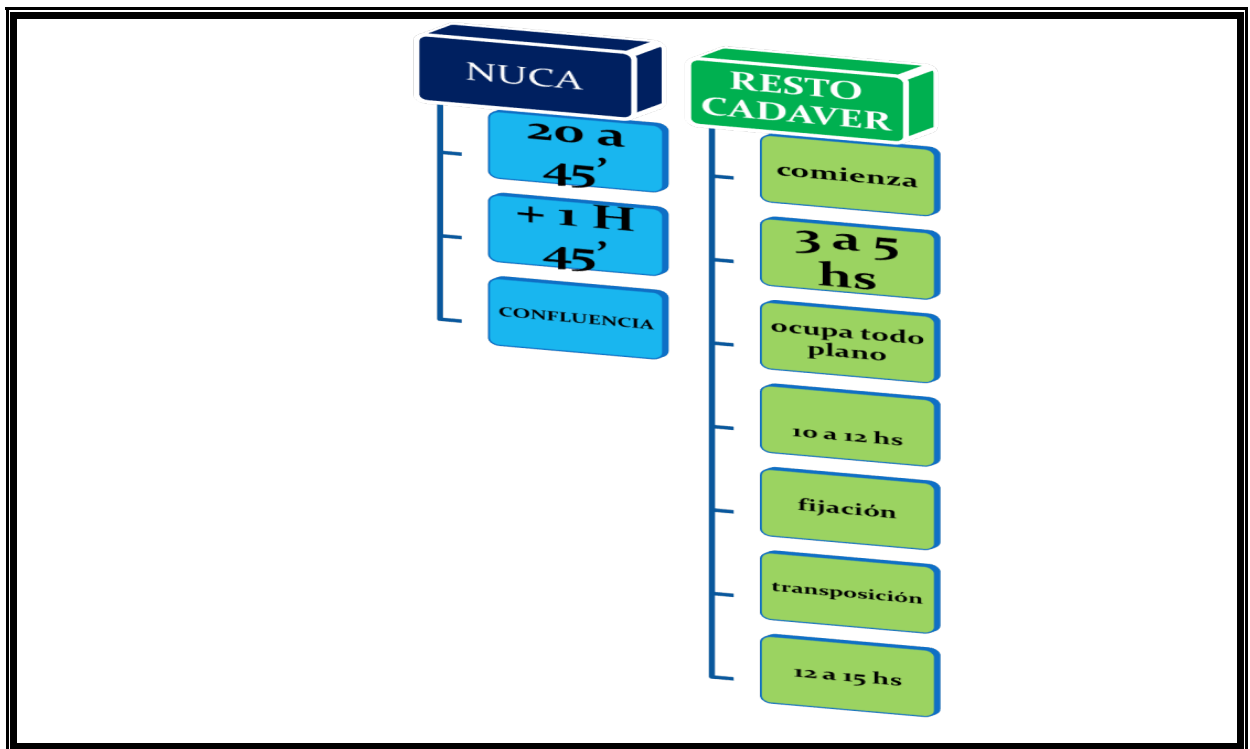 NUCA
20 a
45’
+ 1 H
45’
CONFLUENCIA
RESTO
CADAVER
comienza
3 a 5
hs
ocupa todo
plano
10 a 12 hs
fijación
transposición
12 a 15 hs